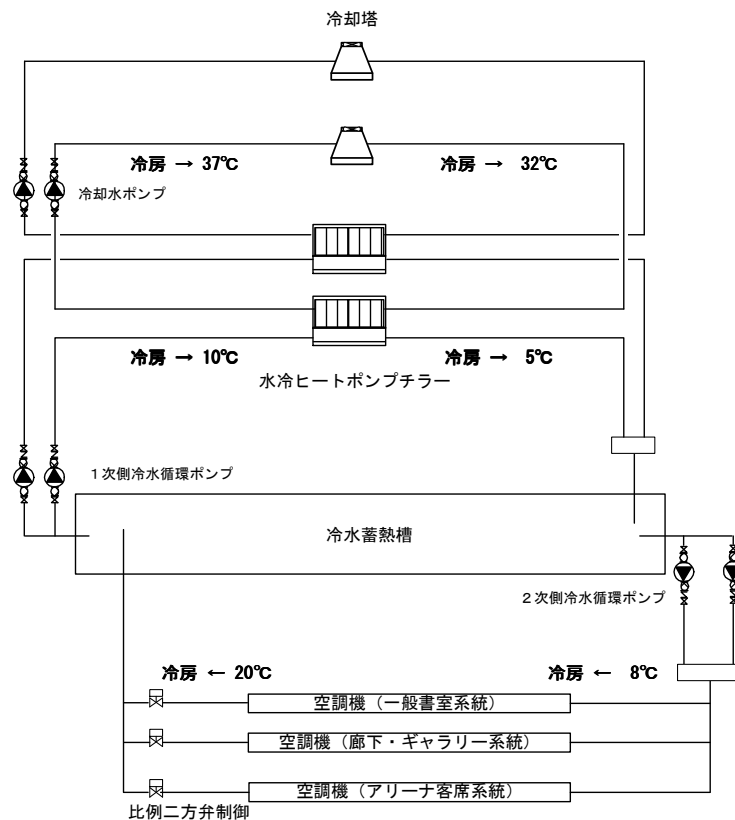 冷却塔
冷房 → 37℃
冷房 → 32℃
冷却水ポンプ
冷房 → 10℃
冷房 → 5℃
水冷ヒートポンプチラー
1次側冷水循環ポンプ
冷水蓄熱槽
2次側冷水循環ポンプ
冷房 ← 20℃
冷房 ← 8℃
空調機（一般書室系統）
空調機（廊下・ギャラリー系統）
空調機（アリーナ客席系統）
比例二方弁制御